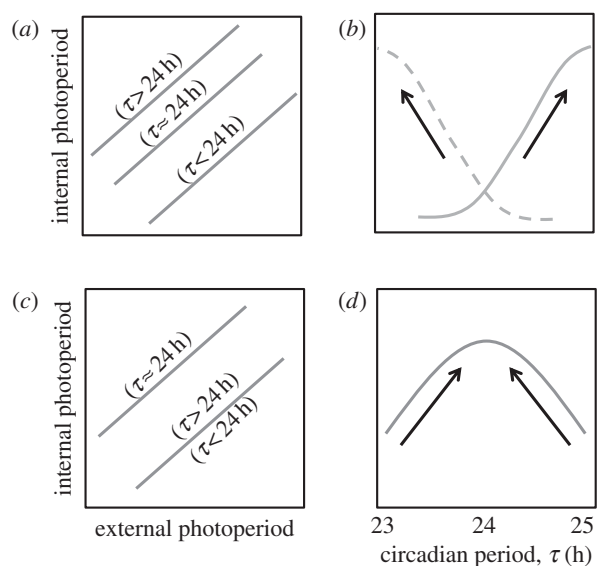 (a)
(b)
internal photoperiod
(τ> 24 h)
(τ≈ 24 h)
(τ< 24 h)
(c)
(d)
internal photoperiod
(τ≈ 24 h)
(τ> 24 h)
(τ< 24 h)
external photoperiod
23 24 25
circadian period, τ (h)